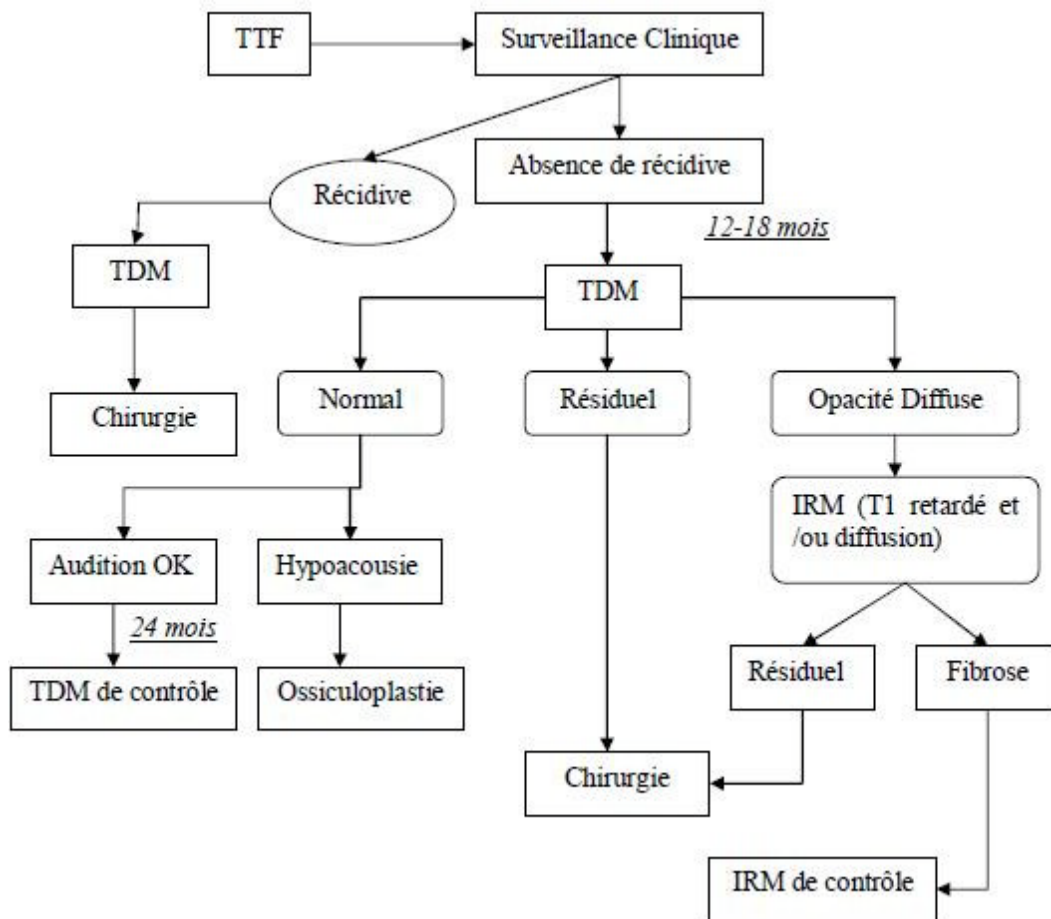 TTF
Surveillance Clinique
Récidive
Absence de récidive
12-18 mois
TDM
TDM
Chirurgie
Normal
Résiduel
Opacité Diffuse
IRM (T1 retardé et
/ou diffusion)
Audition OK
Hypoacousie
24 mois
Résiduel
Fibrose
TDM de contrôle
Ossiculoplastie
Chirurgie
IRM de contrôle